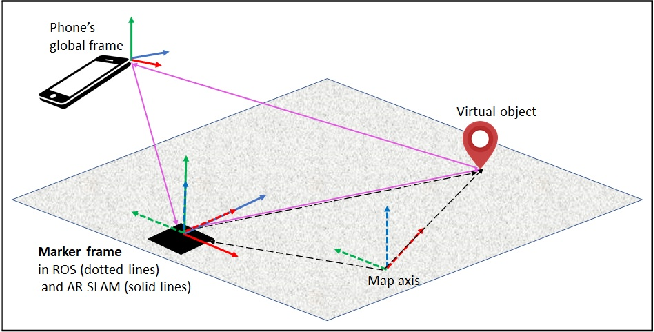 Phone's
global frame
Virtual object
Marker frame
in ROS (dotted lines)
and AR SLAM (solid lines)
Map axis